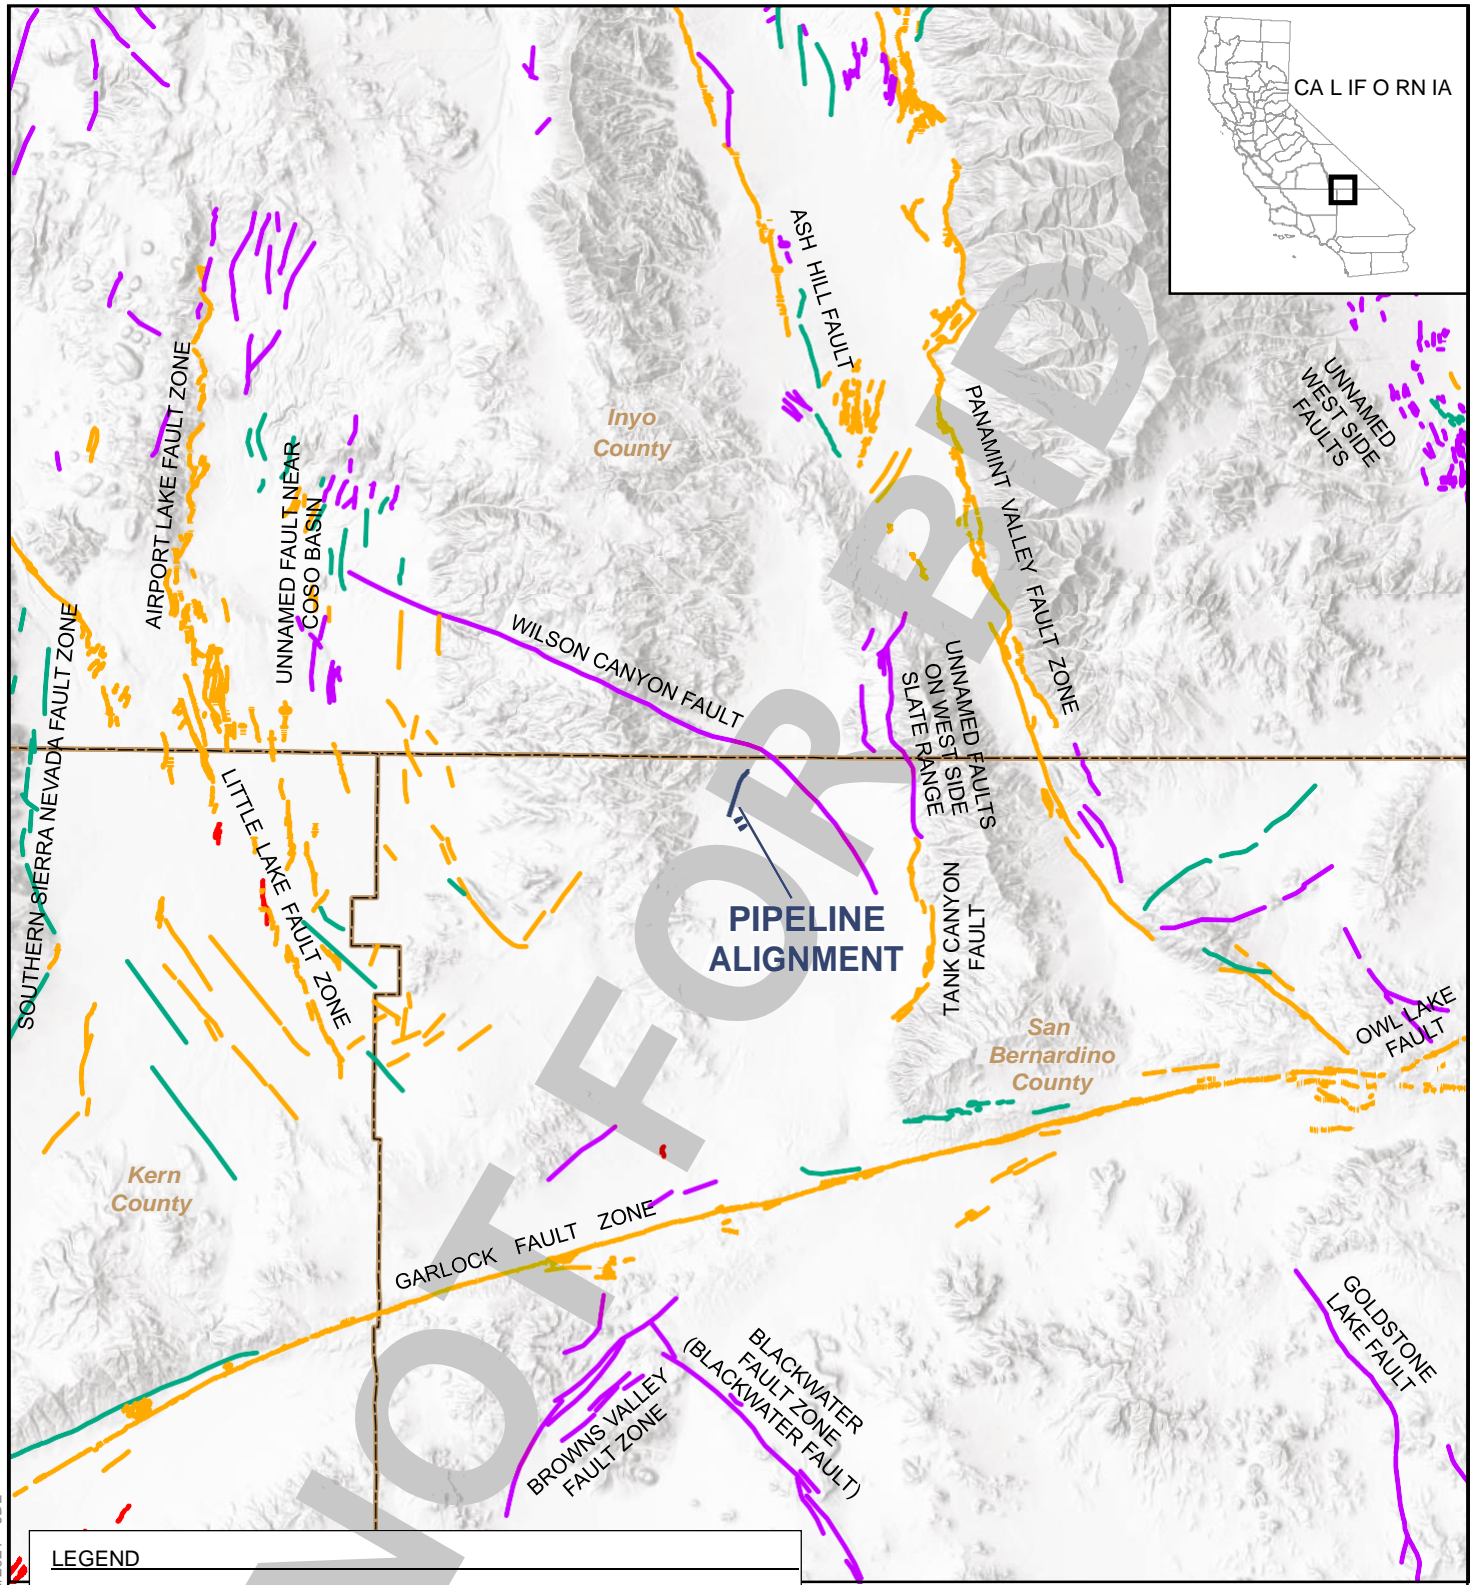 CALIFORNIA
ASH HILL FAULT
UNNAMED
WEST SIDE
FAULTS
AIRPORT LAKE FAULT ZONE
Inyo
County
PANAMINT VALLEY FAULT ZONE
UNNAMED FAULT NEAR
COSO BASIN
WILSON CANYON FAULT
UNNAMED FAULTS
ON WEST SIDE
SLATE RANGE
SOUTHERN SIERRA NEVADA FAULT ZONE
LITTLE LAKE FAULT ZONE
PIPELINE
ALIGNMENT
TANK CANYON
FAULT
OWL LAKE
FAULT
San
Bernardino
County
Kern
County
GARLOCK FAULT ZONE
GOLDSTONE
LAKE FAULT
BLACKWATER
FAULT ZONE
(BLACKWATER FAULT)
BROWNS VALLEY
FAULT ZONE
NOT FOR BID
LEGEND